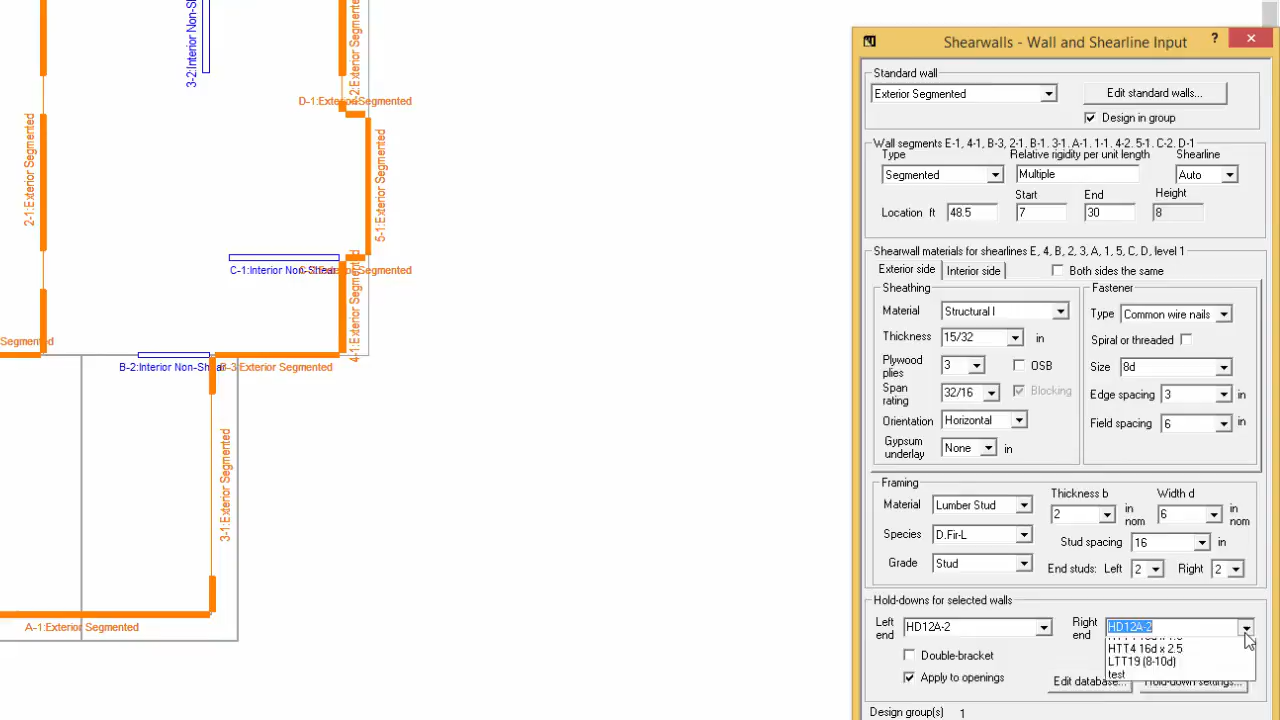 3-2:Interior Non-Sh
2:Exterior Segmented
D-1:Exterior Segmented
2-1:Exterior Segmented
5-1:Exterior Segmented
C-1:Interior Non-Shear
Exterior Segmented
4-1:Exterior Segmented
Segmented
B-2:Interior Non-Shear
3:Exterior Segmented
3-1:Exterior Segmented
A-1:Exterior Segmented
Shearwalls - Wall and Shearline Input
?
Standard wall
Exterior Segmented
Edit standard walls...
Design in group
Wall segments E-1, 4-1, B-3, 2-1, B-1, 3-1, A-1, 1-1, 4-2, 5-1, C-2, D-1
Type
Relative rigidity per unit length
Shearline
Segmented
Multiple
Auto
Start
End
Height
Location ft
48.5
7
30
8
Shearwall materials for shearlines E, 4, B, 2, 3, A, 1, 5, C, D, level 1
Exterior side
Interior side
Both sides the same
Sheathing
Fastener
Material
Structural I
Type
Common wire nails
Thickness
15/32
in
Spiral or threaded
Plywood plies
3
OSB
Size
8d
Span rating
32/16
Blocking
Edge spacing
3
in
Orientation
Horizontal
Field spacing
6
in
Gypsum underlay
None
in
Framing
Thickness b
Width d
Material
Lumber Stud
2
in nom
6
in nom
Species
D.Fir-L
Stud spacing
16
in
Grade
Stud
End studs:
Left
2
Right
2
Hold-downs for selected walls
Left end
HD12A-2
Right end
HD12A-2
HTT4 16d x 2.5
LTT19 (8-10d)
test
Double-bracket
Apply to openings
Edit database...
Hold-down settings...
Design group(s)
1